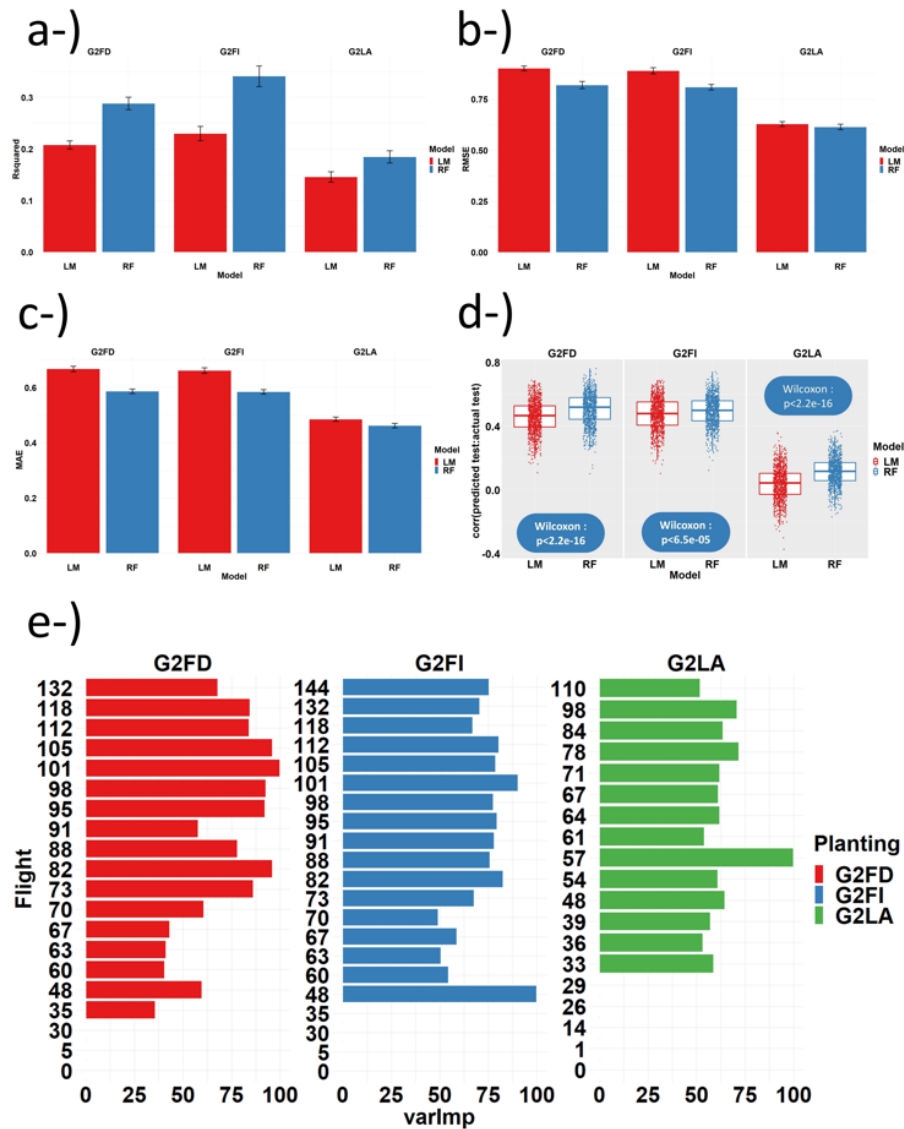 a-)
G2FD G2FI G2LA
Rsquared
0.3
0.2
0.1
0.0
LM RF LM RF LM RF
Model
Model
LM
RF
b-)
G2FD G2FI G2LA
RMSE
0.75
0.50
0.25
0.00
LM RF LM RF LM RF
Model
Model
LM
RF
c-)
G2FD G2FI G2LA
MAE
0.6
0.4
0.2
0.0
LM RF LM RF LM RF
Model
Model
LM
RF
d-)
G2FD G2FI G2LA
corr(predicted test:actual test)
0.8
0.4
0.0
-0.4
Wilcoxon :
p<2.2e-16
Wilcoxon :
p<6.5e-05
Wilcoxon :
p<2.2e-16
LM RF LM RF LM RF
Model
Model
LM
RF
e-)
G2FD
Flight
132
118
112
105
101
98
95
91
88
82
73
70
67
63
60
48
35
30
5
0
0 25 50 75 100
G2FI
144
132
118
112
105
101
98
95
91
88
82
73
70
67
63
60
48
35
30
5
0
0 25 50 75 100
varImp
G2LA
110
98
84
78
71
67
64
61
57
54
48
39
36
33
29
26
14
1
0
0 25 50 75 100
Planting
G2FD
G2FI
G2LA